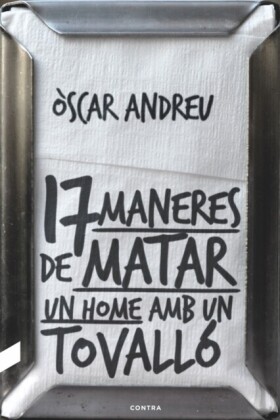 ÒSCAR ANDREU
17 MANERES
DE MATAR
UN HOME AMB UN
TOVALLÓ
CONTRA